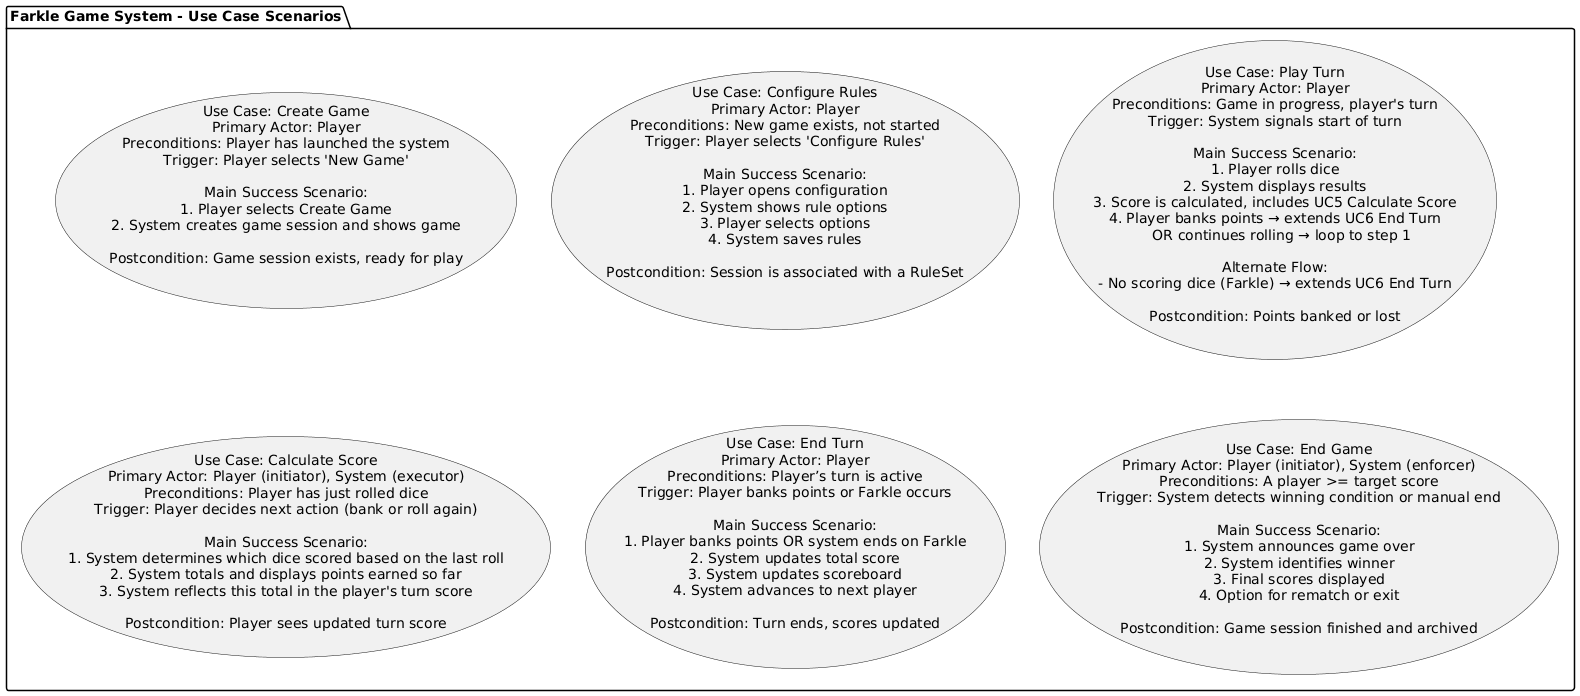 Farkle Game System - Use Case Scenarios
Use Case: Create Game
Primary Actor: Player
Preconditions: Player has launched the system
Trigger: Player selects 'New Game'
Main Success Scenario:
1. Player selects Create Game
2. System creates game session and shows game
Postcondition: Game session exists, ready for play
Use Case: Configure Rules
Primary Actor: Player
Preconditions: New game exists, not started
Trigger: Player selects 'Configure Rules'
Main Success Scenario:
1. Player opens configuration
2. System shows rule options
3. Player selects options
4. System saves rules
Postcondition: Session is associated with a RuleSet
Use Case: Play Turn
Primary Actor: Player
Preconditions: Game in progress, player's turn
Trigger: System signals start of turn
Main Success Scenario:
1. Player rolls dice
2. System displays results
3. Score is calculated, includes UC5 Calculate Score
4. Player banks points → extends UC6 End Turn
OR continues rolling → loop to step 1
Alternate Flow:
- No scoring dice (Farkle) → extends UC6 End Turn
Postcondition: Points banked or lost
Use Case: Calculate Score
Primary Actor: Player (initiator), System (executor)
Preconditions: Player has just rolled dice
Trigger: Player decides next action (bank or roll again)
Main Success Scenario:
1. System determines which dice scored based on the last roll
2. System totals and displays points earned so far
3. System reflects this total in the player's turn score
Postcondition: Player sees updated turn score
Use Case: End Turn
Primary Actor: Player
Preconditions: Player’s turn is active
Trigger: Player banks points or Farkle occurs
Main Success Scenario:
1. Player banks points OR system ends on Farkle
2. System updates total score
3. System updates scoreboard
4. System advances to next player
Postcondition: Turn ends, scores updated
Use Case: End Game
Primary Actor: Player (initiator), System (enforcer)
Preconditions: A player >= target score
Trigger: System detects winning condition or manual end
Main Success Scenario:
1. System announces game over
2. System identifies winner
3. Final scores displayed
4. Option for rematch or exit
Postcondition: Game session finished and archived